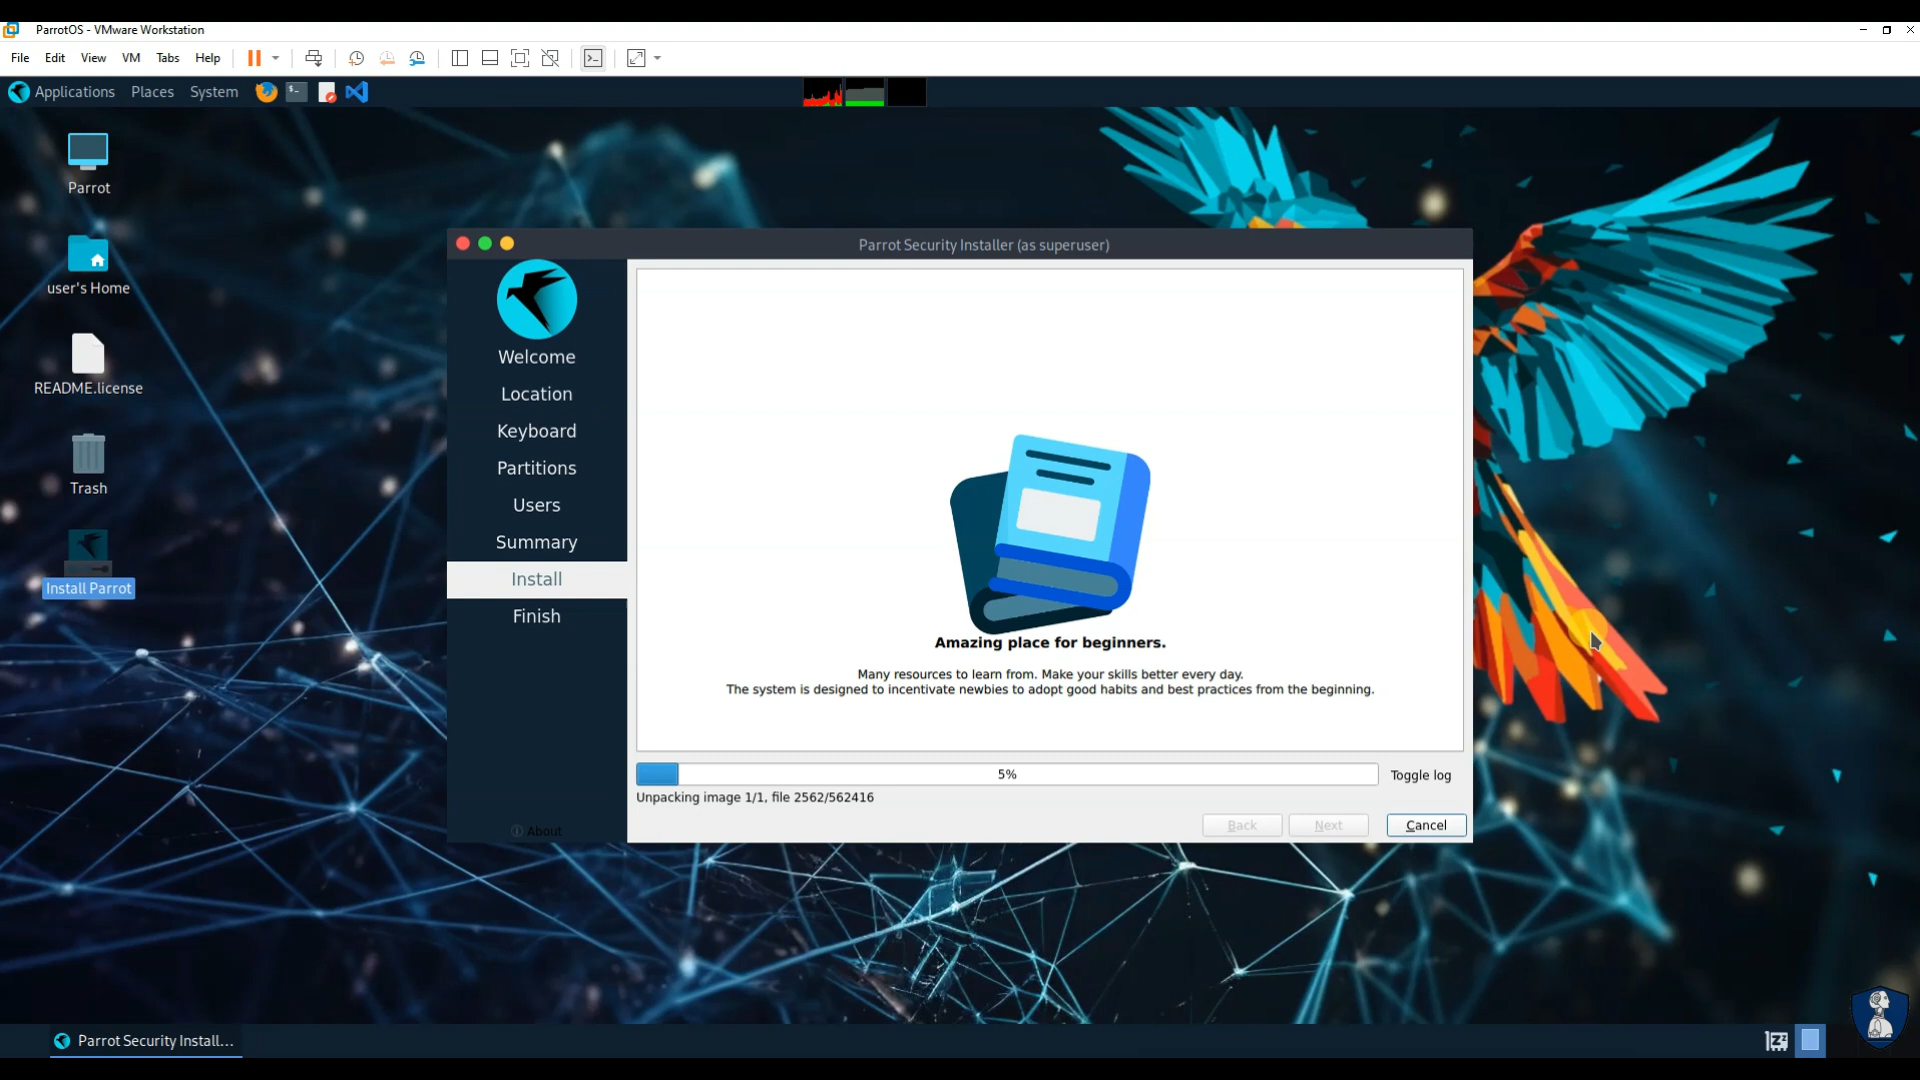 ParrotOS - VMware Workstation
File Edit View VM Tabs Help
Applications Places System
Parrot
user's Home
README.license
Trash
Install Parrot
Parrot Security Installer (as superuser)
Welcome
Location
Keyboard
Partitions
Users
Summary
Install
Finish
About
Amazing place for beginners.
Many resources to learn from. Make your skills better every day.
The system is designed to incentivate newbies to adopt good habits and best practices from the beginning.
5%
Toggle log
Unpacking image 1/1, file 2562/562416
Back Next Cancel
Parrot Security Install...